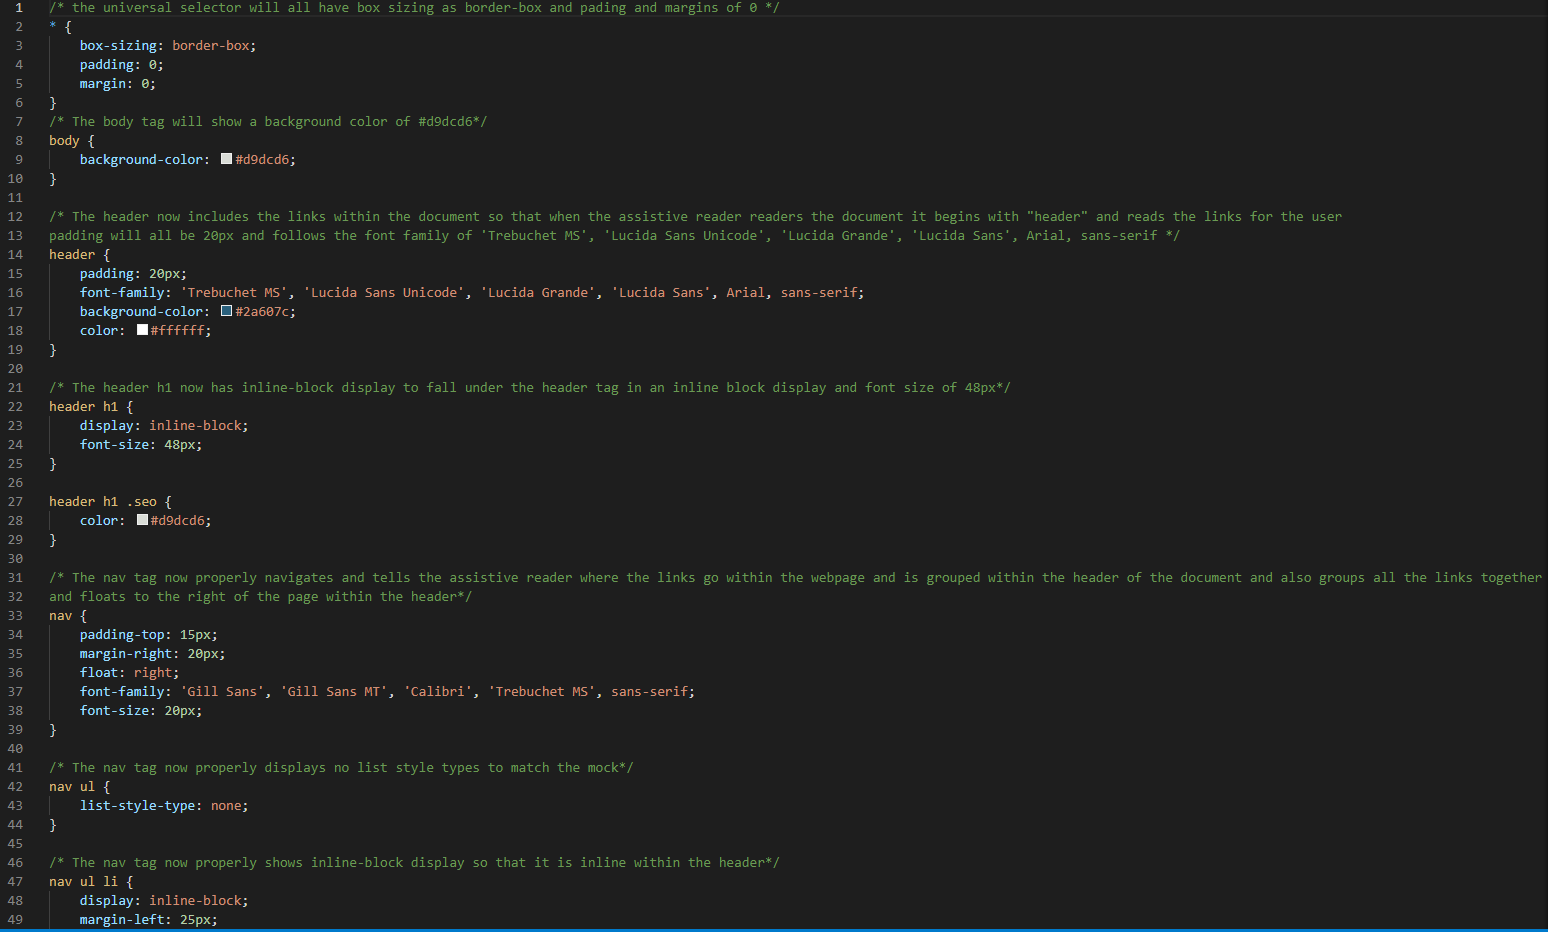 1 /* the universal selector will all have box sizing as border-box and pading and margins of 0 */
2 * {
3     box-sizing: border-box;
4     padding: 0;
5     margin: 0;
6 }
7 /* The body tag will show a background color of #d9dcd6*/
8 body {
9     background-color: #d9dcd6;
10 }
11
12 /* The header now includes the links within the document so that when the assistive reader readers the document it begins with "header" and reads the links for the user
13 padding will all be 20px and follows the font family of 'Trebuchet MS', 'Lucida Sans Unicode', 'Lucida Grande', 'Lucida Sans', Arial, sans-serif */
14 header {
15     padding: 20px;
16     font-family: 'Trebuchet MS', 'Lucida Sans Unicode', 'Lucida Grande', 'Lucida Sans', Arial, sans-serif;
17     background-color: #2a607c;
18     color: #ffffff;
19 }
20
21 /* The header h1 now has inline-block display to fall under the header tag in an inline block display and font size of 48px*/
22 header h1 {
23     display: inline-block;
24     font-size: 48px;
25 }
26
27 header h1 .seo {
28     color: #d9dcd6;
29 }
30
31 /* The nav tag now properly navigates and tells the assistive reader where the links go within the webpage and is grouped within the header of the document and also groups all the links together
32 and floats to the right of the page within the header*/
33 nav {
34     padding-top: 15px;
35     margin-right: 20px;
36     float: right;
37     font-family: 'Gill Sans', 'Gill Sans MT', 'Calibri', 'Trebuchet MS', sans-serif;
38     font-size: 20px;
39 }
40
41 /* The nav tag now properly displays no list style types to match the mock*/
42 nav ul {
43     list-style-type: none;
44 }
45
46 /* The nav tag now properly shows inline-block display so that it is inline within the header*/
47 nav ul li {
48     display: inline-block;
49     margin-left: 25px;